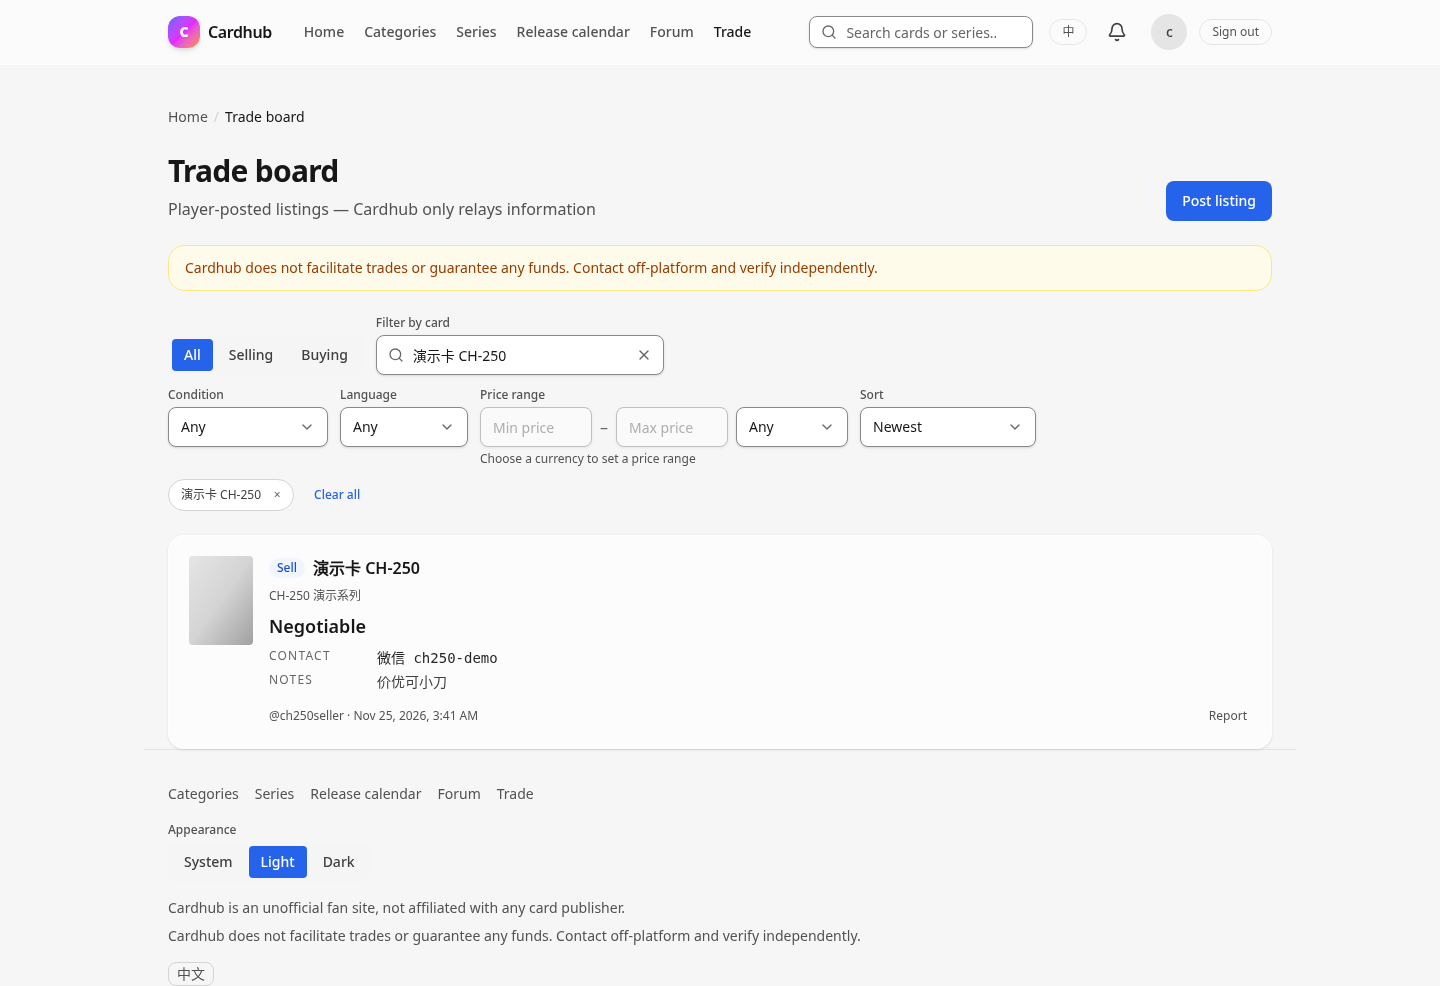 C Cardhub Home Categories Series Release calendar Forum Trade Search cards or series.. 中 c Sign out
Home / Trade board
Trade board
Player-posted listings — Cardhub only relays information
Post listing
Cardhub does not facilitate trades or guarantee any funds. Contact off-platform and verify independently.
Filter by card
All Selling Buying 演示卡 CH-250 ×
Condition Language Price range Sort
Any Any Min price – Max price Any Newest
Choose a currency to set a price range
演示卡 CH-250 × Clear all
Sell 演示卡 CH-250
CH-250 演示系列
Negotiable
CONTACT 微信 ch250-demo
NOTES 价优可小刀
@ch250seller · Nov 25, 2026, 3:41 AM Report
Categories Series Release calendar Forum Trade
Appearance
System Light Dark
Cardhub is an unofficial fan site, not affiliated with any card publisher.
Cardhub does not facilitate trades or guarantee any funds. Contact off-platform and verify independently.
中文